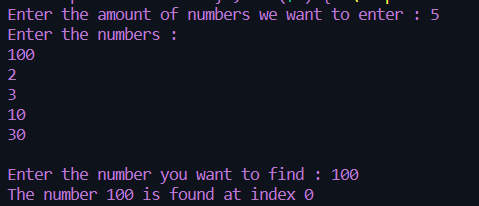 Enter the amount of numbers we want to enter : 5
Enter the numbers :
100
2
3
10
30
Enter the number you want to find : 100
The number 100 is found at index 0